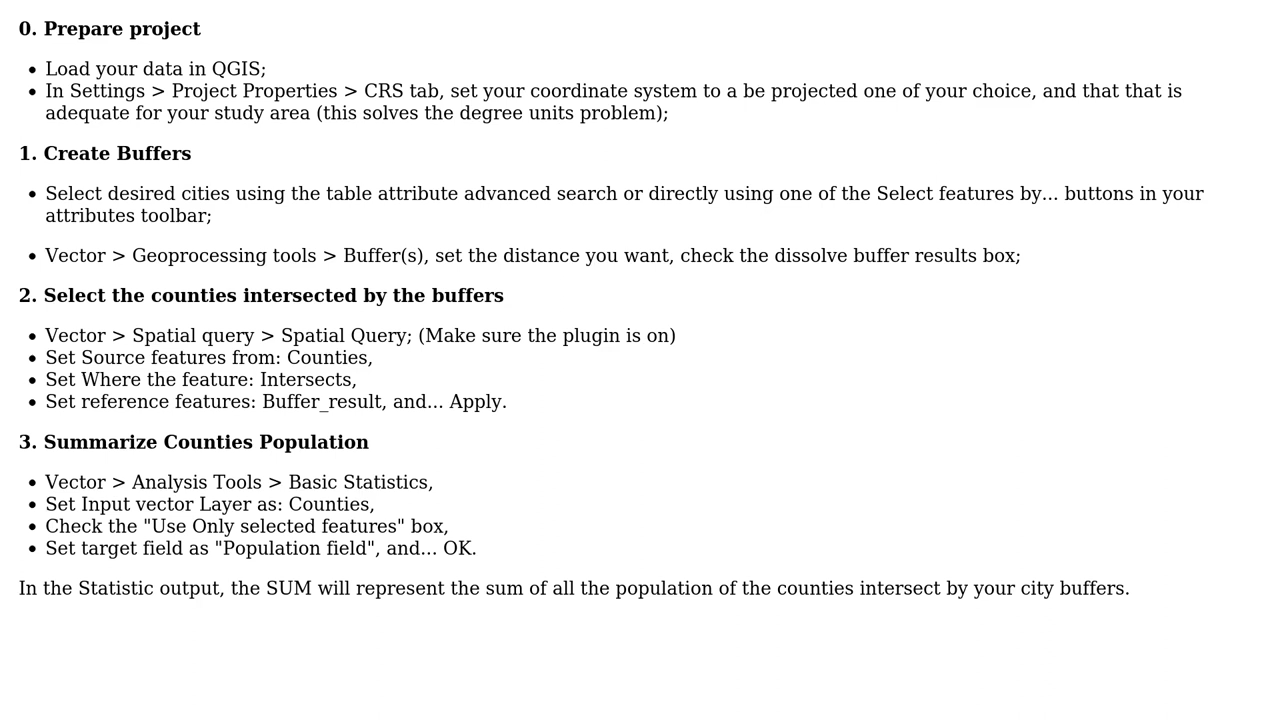 0. Prepare project
• Load your data in QGIS;
• In Settings > Project Properties > CRS tab, set your coordinate system to a be projected one of your choice, and that that is
adequate for your study area (this solves the degree units problem);
1. Create Buffers
• Select desired cities using the table attribute advanced search or directly using one of the Select features by... buttons in your
attributes toolbar;
• Vector > Geoprocessing tools > Buffer(s), set the distance you want, check the dissolve buffer results box;
2. Select the counties intersected by the buffers
• Vector > Spatial query > Spatial Query; (Make sure the plugin is on)
• Set Source features from: Counties,
• Set Where the feature: Intersects,
• Set reference features: Buffer_result, and... Apply.
3. Summarize Counties Population
• Vector > Analysis Tools > Basic Statistics,
• Set Input vector Layer as: Counties,
• Check the "Use Only selected features" box,
• Set target field as "Population field", and... OK.
In the Statistic output, the SUM will represent the sum of all the population of the counties intersect by your city buffers.